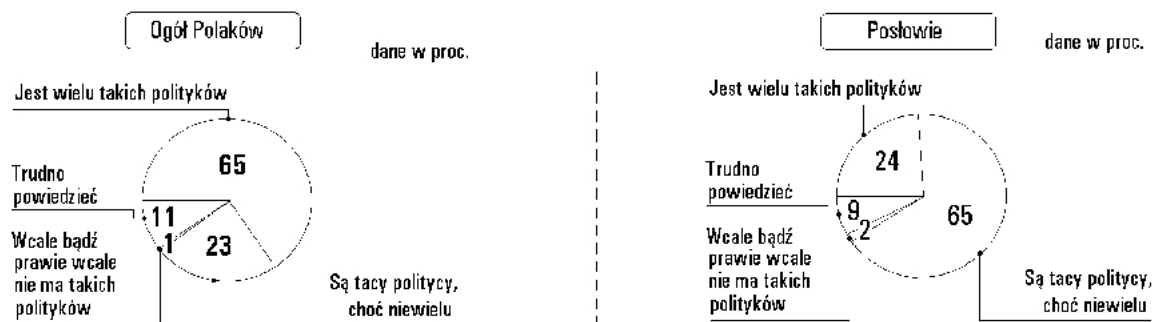 Ogół Polaków
dane w proc.
Jest wielu takich polityków
65
Trudno
powiedzieć
11
1
23
Wcale bądź
prawie wcale
nie ma takich
polityków
Są tacy politycy,
choć niewielu
Posłowie
dane w proc.
Jest wielu takich polityków
24
Trudno
powiedzieć
9
2
65
Wcale bądź
prawie wcale
nie ma takich
polityków
Są tacy politycy,
choć niewielu